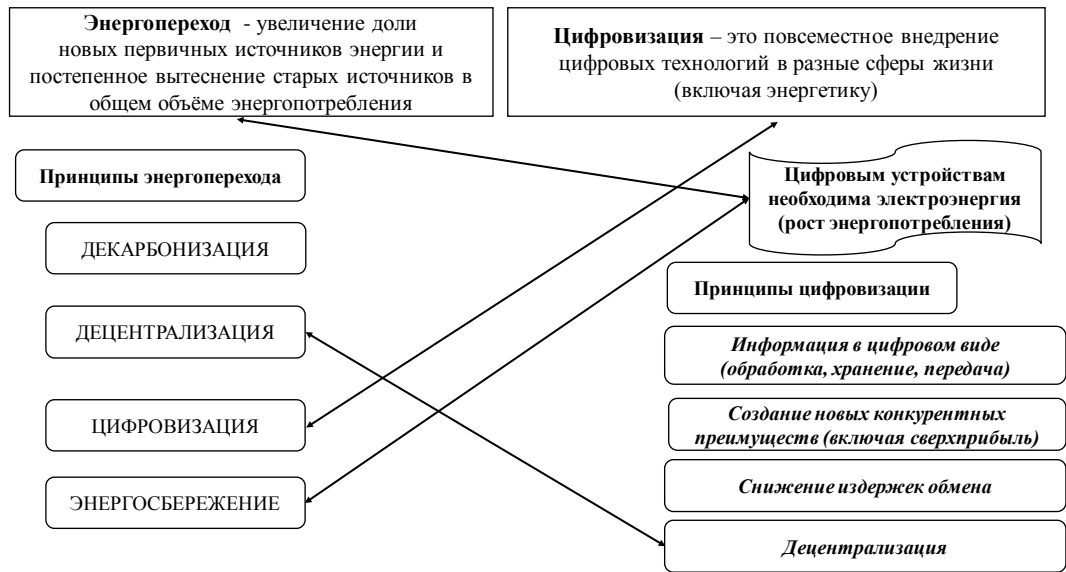 Энергопереход - увеличение доли
новых первичных источников энергии и
постепенное вытеснение старых источников в
общем объёме энергопотребления
Цифровизация – это повсеместное внедрение
цифровых технологий в разные сферы жизни
(включая энергетику)
Принципы энергоперехода
ДЕКАРБОНИЗАЦИЯ
ДЕЦЕНТРАЛИЗАЦИЯ
ЦИФРОВИЗАЦИЯ
ЭНЕРГОСБЕРЕЖЕНИЕ
Цифровым устройствам
необходима электроэнергия
(рост энергопотребления)
Принципы цифровизации
Информация в цифровом виде
(обработка, хранение, передача)
Создание новых конкурентных
преимуществ (включая сверхприбыль)
Снижение издержек обмена
Децентрализация